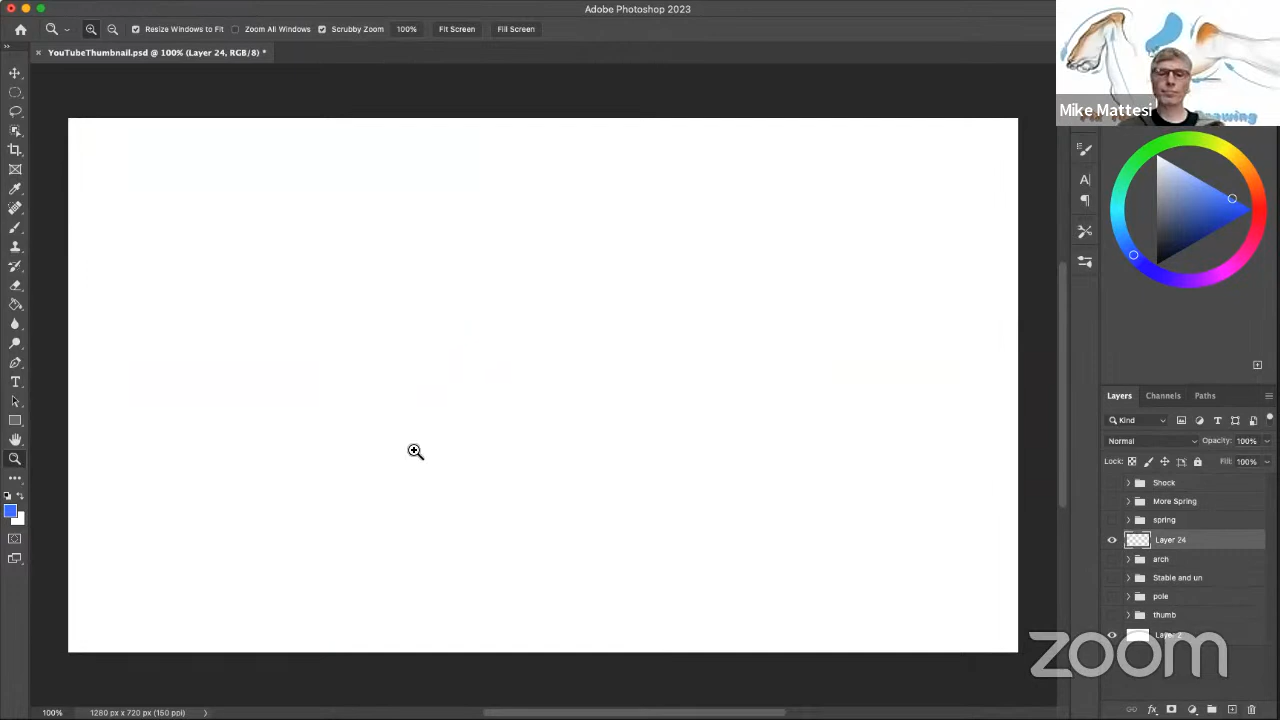 Adobe Photoshop 2023
Resize Windows to Fit
Zoom All Windows
Scrubby Zoom
100%
Fit Screen
Fill Screen
YouTubeThumbnail.psd @ 100% (Layer 24, RGB/8) *
Mike Mattesi
Drawing
Layers
Channels
Paths
Kind
Normal
Opacity: 100%
Lock:
Fill: 100%
Shock
More Spring
spring
Layer 24
arch
Stable and un
pole
thumb
Layer 2
zoom
100%
1280 px x 720 px (150 ppi)